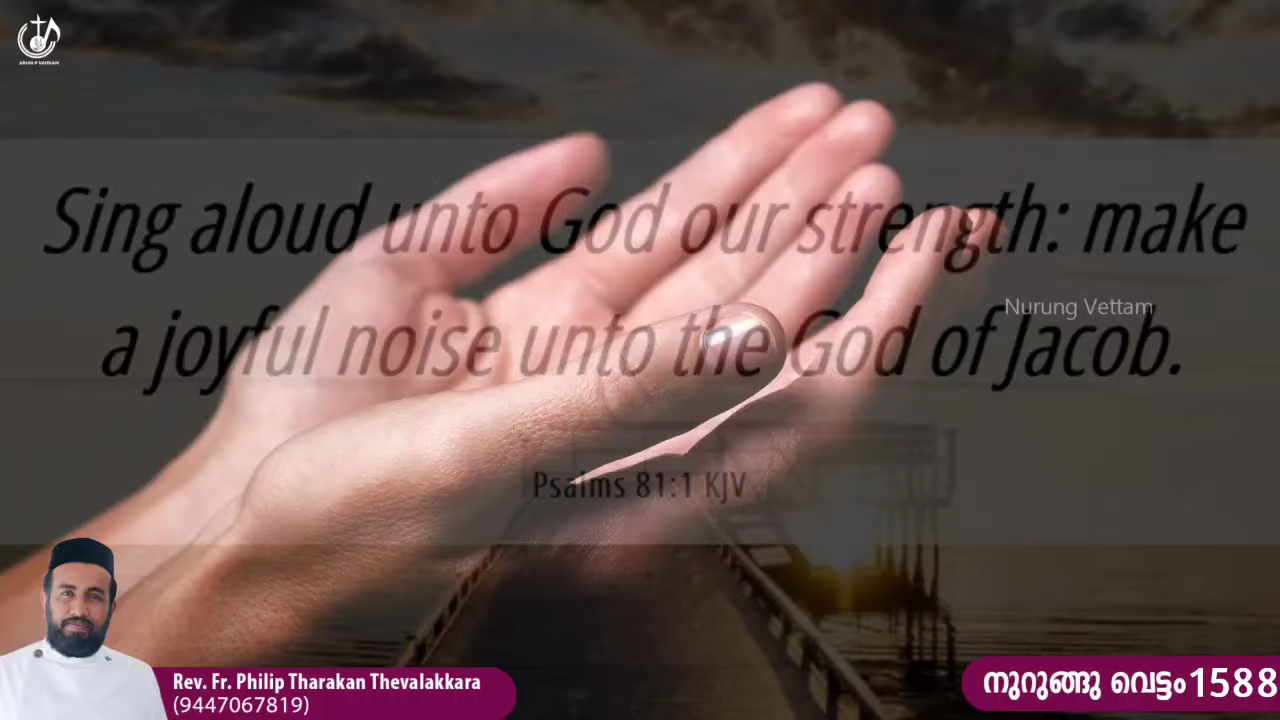 Sing aloud unto God our strength: make
a joyful noise unto the God of Jacob.
Nurung Vettam
Psalms 81:1 KJV
Rev. Fr. Philip Tharakan Thevalakkara
(9447067819)
നുറുങ്ങു വെട്ടം 1588